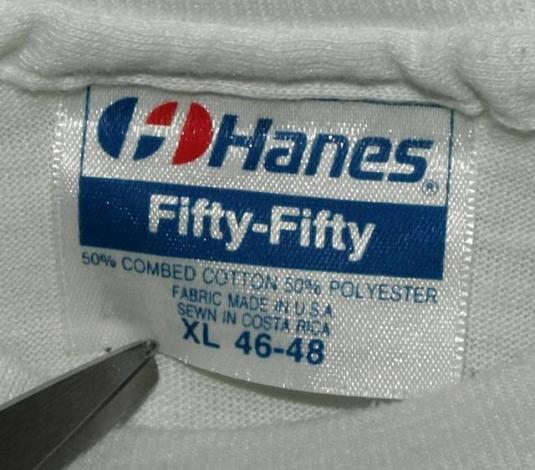 Hanes®
Fifty-Fifty
50% COMBED COTTON 50% POLYESTER
FABRIC MADE IN U.S.A
SEWN IN COSTA RICA
XL 46-48